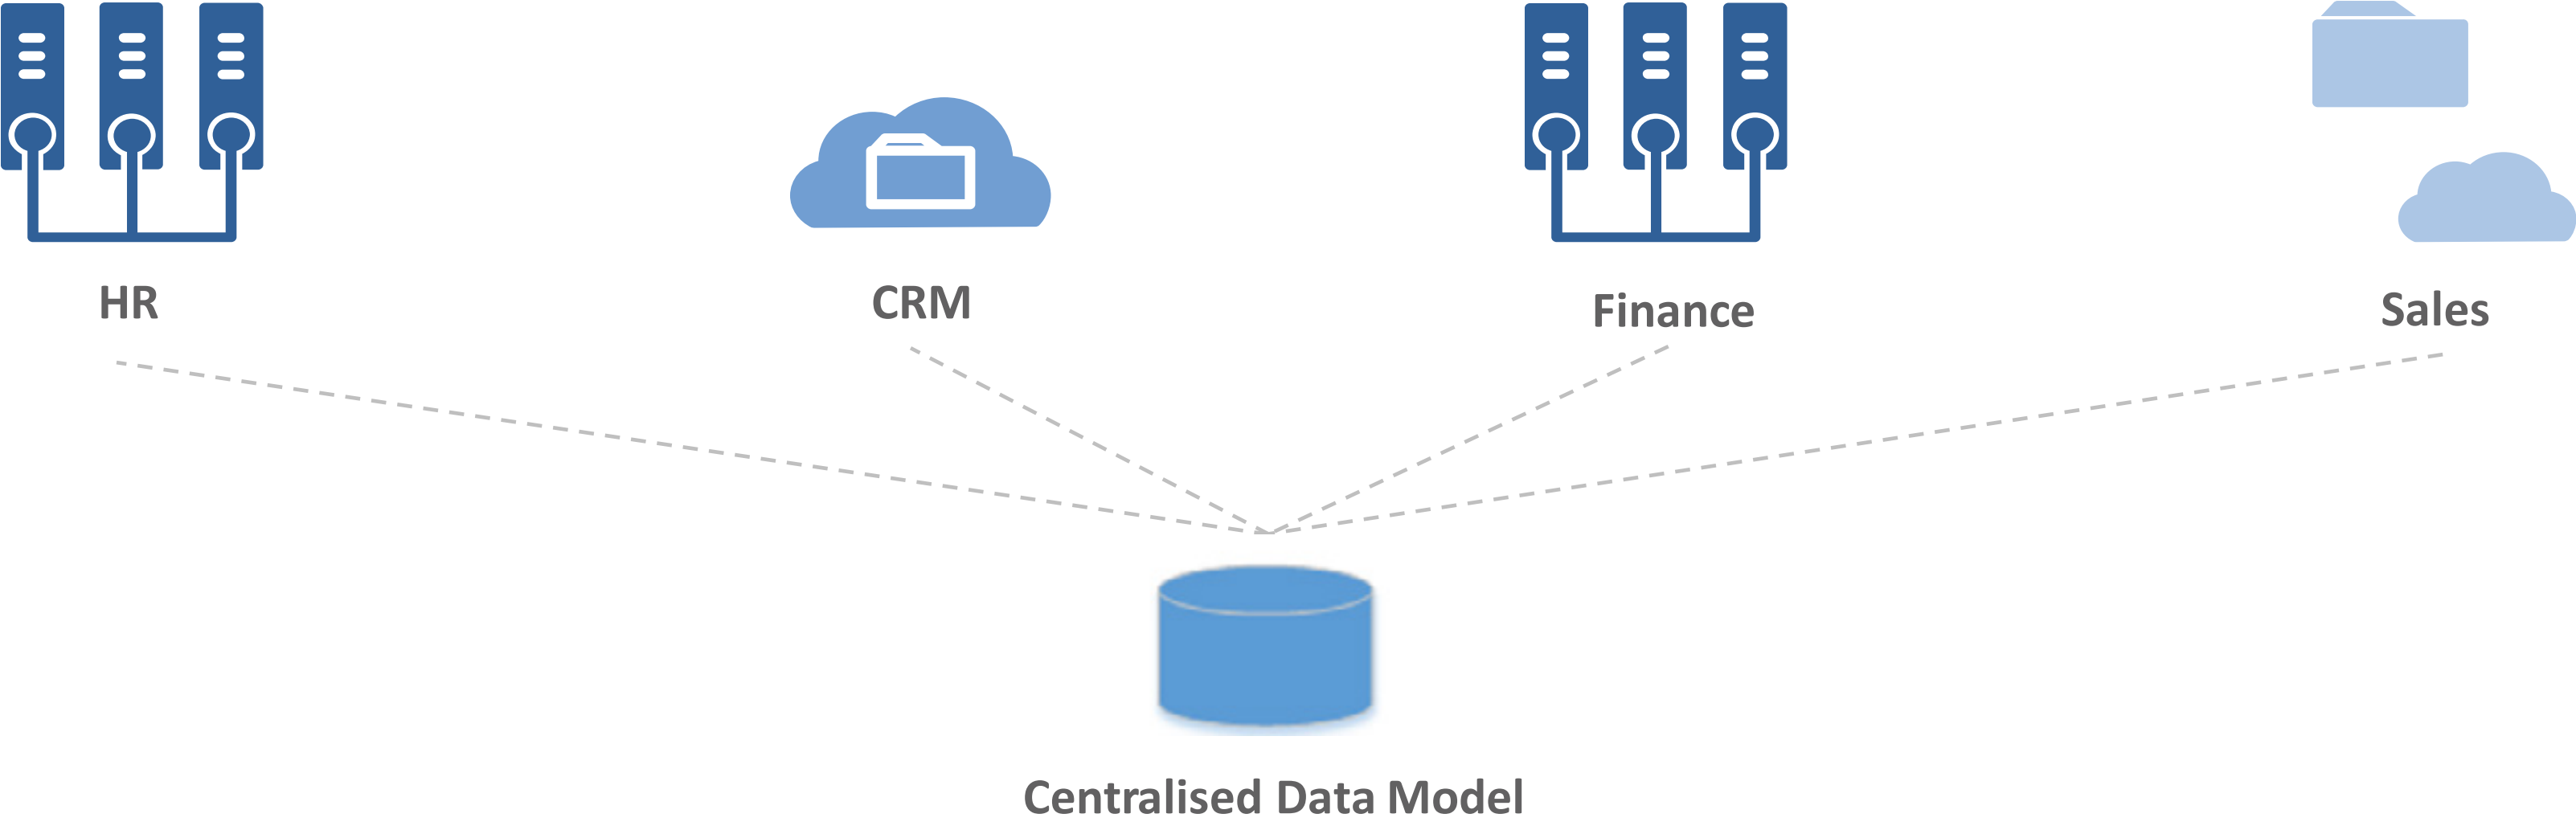 HR
CRM
Finance
Sales
Centralised Data Model